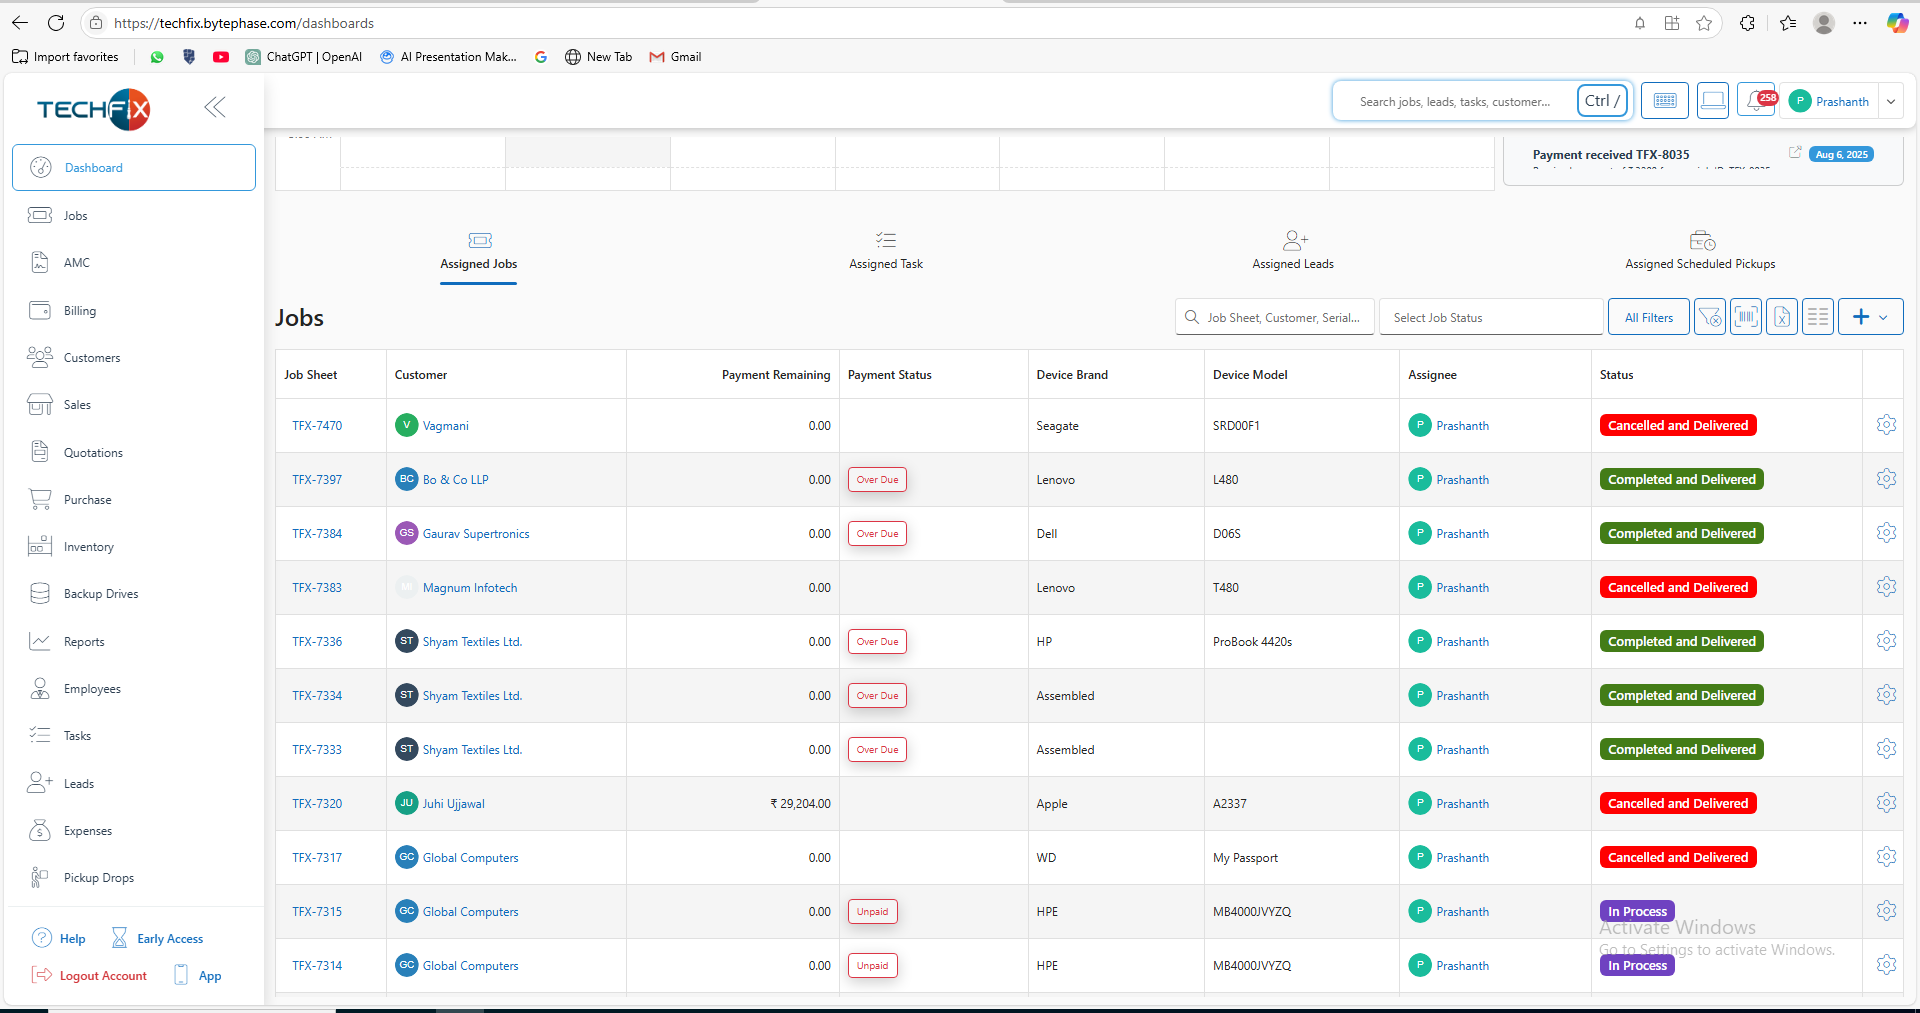 https://techfix.bytephase.com/dashboards
Import favorites
ChatGPT | OpenAI
AI Presentation Mak...
New Tab
Gmail
TECHFIX
Search jobs, leads, tasks, customer...
Ctrl /
258
P Prashanth
Dashboard
Jobs
AMC
Billing
Customers
Sales
Quotations
Purchase
Inventory
Backup Drives
Reports
Employees
Tasks
Leads
Expenses
Pickup Drops
Help
Early Access
Logout Account
App
Payment received TFX-8035
Aug 6, 2025
Assigned Jobs
Assigned Task
Assigned Leads
Assigned Scheduled Pickups
Jobs
Job Sheet, Customer, Serial...
Select Job Status
All Filters
Job Sheet Customer Payment Remaining Payment Status Device Brand Device Model Assignee Status
TFX-7470 V Vagmani 0.00 Seagate SRD00F1 P Prashanth Cancelled and Delivered
TFX-7397 BC Bo & Co LLP 0.00 Over Due Lenovo L480 P Prashanth Completed and Delivered
TFX-7384 GS Gaurav Supertronics 0.00 Over Due Dell D06S P Prashanth Completed and Delivered
TFX-7383 MI Magnum Infotech 0.00 Lenovo T480 P Prashanth Cancelled and Delivered
TFX-7336 ST Shyam Textiles Ltd. 0.00 Over Due HP ProBook 4420s P Prashanth Completed and Delivered
TFX-7334 ST Shyam Textiles Ltd. 0.00 Over Due Assembled P Prashanth Completed and Delivered
TFX-7333 ST Shyam Textiles Ltd. 0.00 Over Due Assembled P Prashanth Completed and Delivered
TFX-7320 JU Juhi Ujjawal ₹ 29,204.00 Apple A2337 P Prashanth Cancelled and Delivered
TFX-7317 GC Global Computers 0.00 WD My Passport P Prashanth Cancelled and Delivered
TFX-7315 GC Global Computers 0.00 Unpaid HPE MB4000JVYZQ P Prashanth In Process
TFX-7314 GC Global Computers 0.00 Unpaid HPE MB4000JVYZQ P Prashanth In Process
Activate Windows
Go to Settings to activate Windows.